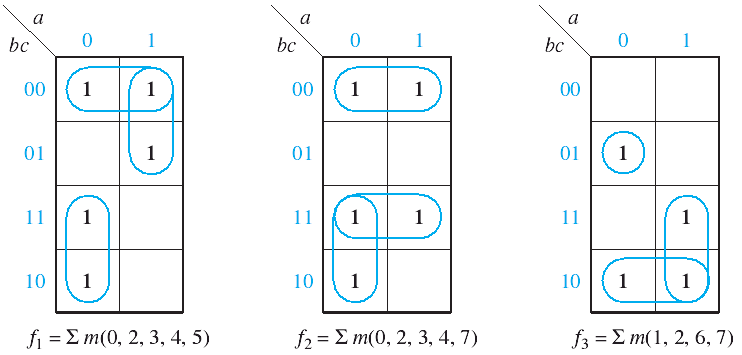 a a a
bc 0 1 bc 0 1 bc 0 1
00 1 1 00 1 1 00
01 1 01 01 1
11 1 11 1 1 11 1
10 1 10 1 10 1 1
f₁ = Σ m(0, 2, 3, 4, 5) f₂ = Σ m(0, 2, 3, 4, 7) f₃ = Σ m(1, 2, 6, 7)